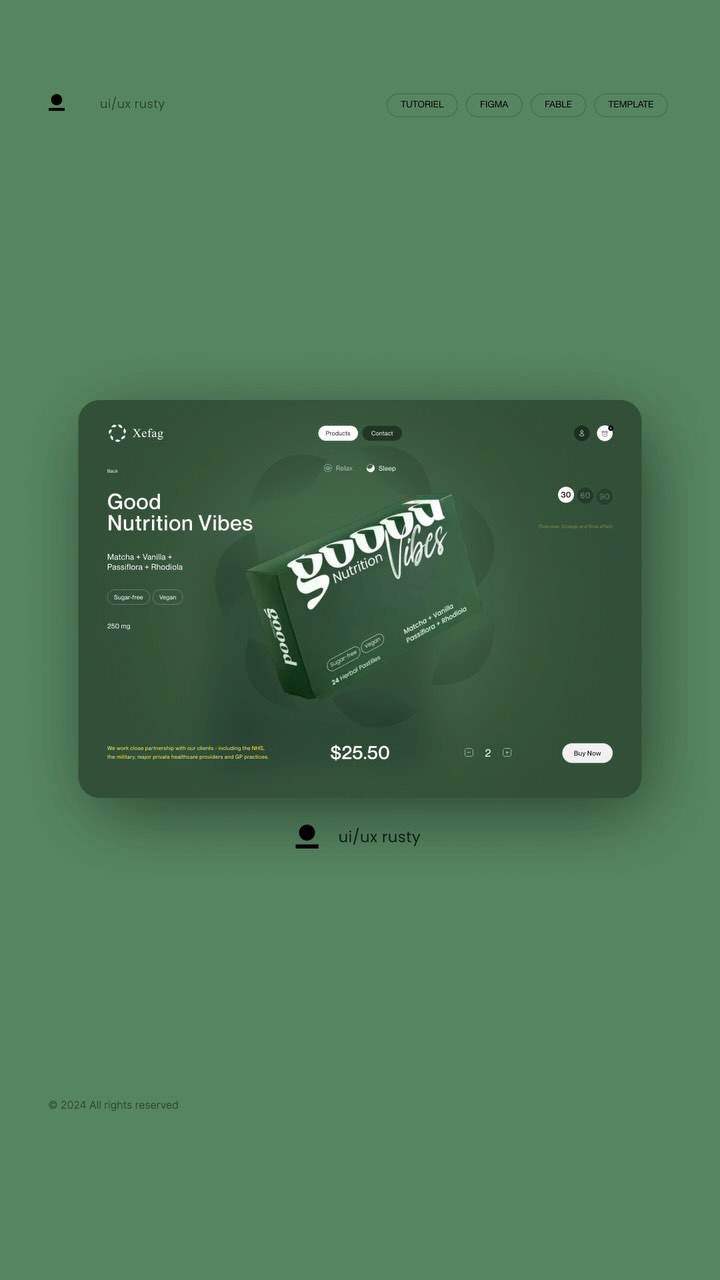 ui/ux rusty
TUTORIEL FIGMA FABLE TEMPLATE
Xefag
Products Contact
Back
Relax Sleep
Good
Nutrition Vibes
30 60 90
Overview, Dosage and Side effect
Matcha + Vanilla +
Passiflora + Rhodiola
Sugar-free Vegan
250 mg
goood
Nutrition Vibes
goood
Matcha + Vanilla
Passiflora + Rhodiola
Sugar-free Vegan
24 Herbal Pastilles
We work close partnership with our clients - including the NHS,
the military, major private healthcare providers and GP practices.
$25.50
2
Buy Now
ui/ux rusty
© 2024 All rights reserved